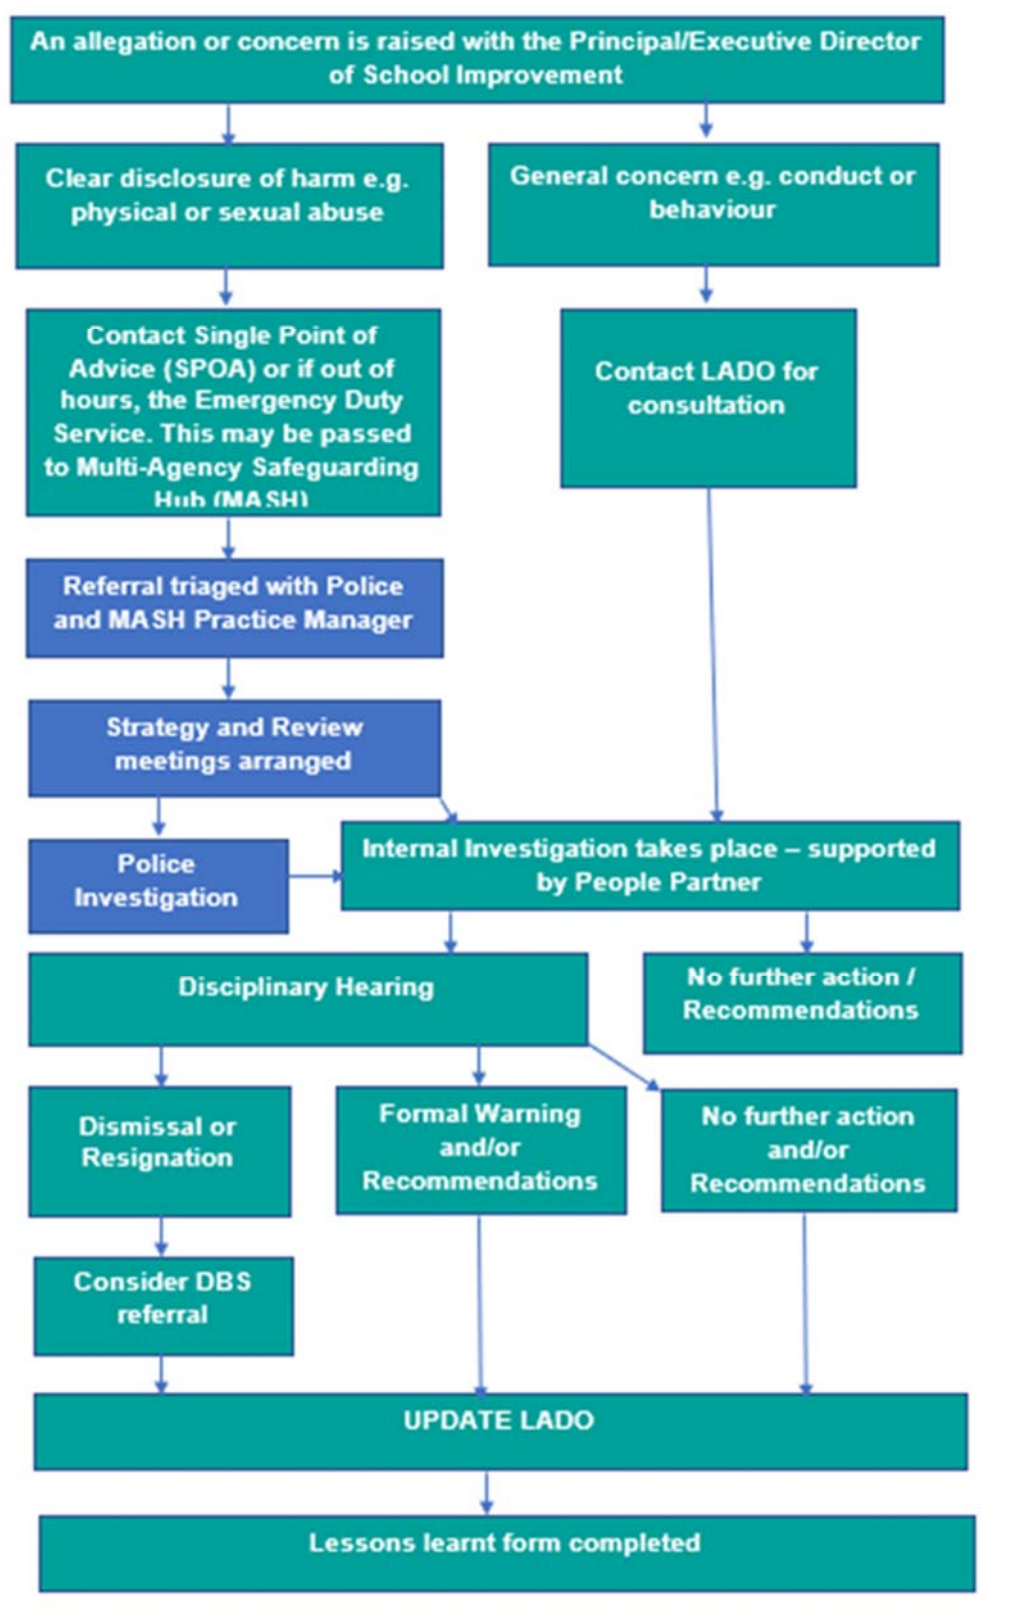 An allegation or concern is raised with the Principal/Executive Director
of School Improvement
Clear disclosure of harm e.g.
physical or sexual abuse
General concern e.g. conduct or
behaviour
Contact Single Point of
Advice (SPOA) or if out of
hours, the Emergency Duty
Service. This may be passed
to Multi-Agency Safeguarding
Hub (MASH)
Contact LADO for
consultation
Referral triaged with Police
and MASH Practice Manager
Strategy and Review
meetings arranged
Police
Investigation
Internal Investigation takes place – supported
by People Partner
Disciplinary Hearing
No further action /
Recommendations
Dismissal or
Resignation
Formal Warning
and/or
Recommendations
No further action
and/or
Recommendations
Consider DBS
referral
UPDATE LADO
Lessons learnt form completed